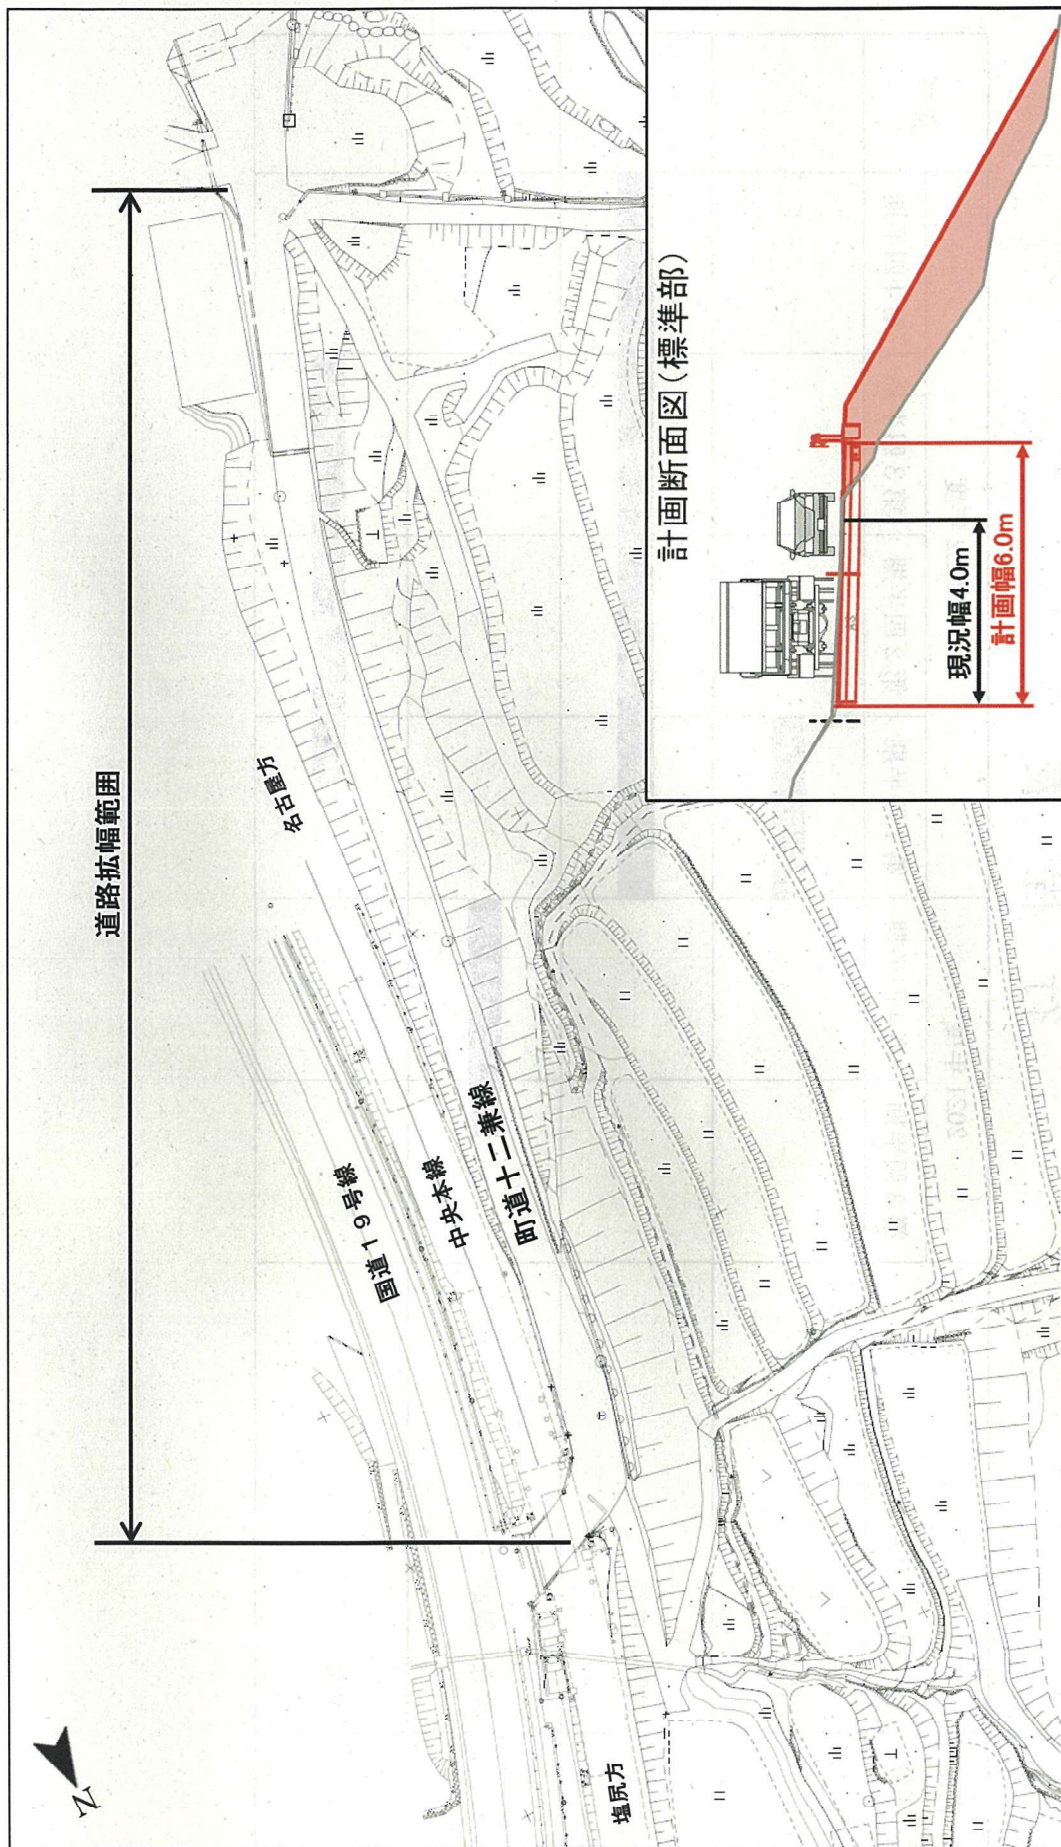 道路拡幅範囲
名古屋方
国道19号線
中央本線
町道十二兼線
塩尻方
N
計画断面図(標準部)
現況幅4.0m
計画幅6.0m